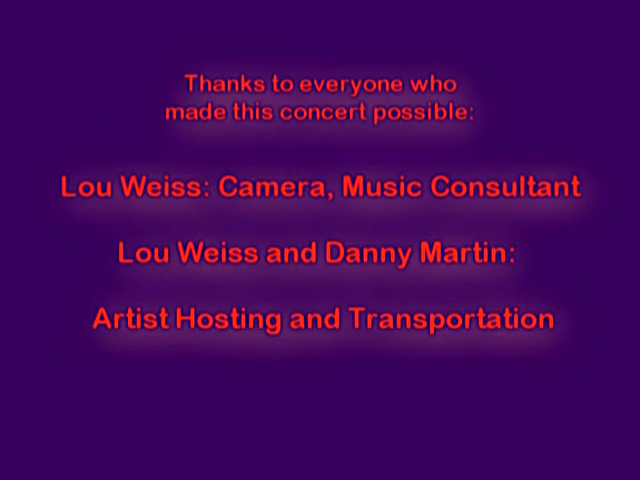 Thanks to everyone who
made this concert possible:
Lou Weiss: Camera, Music Consultant
Lou Weiss and Danny Martin:
Artist Hosting and Transportation